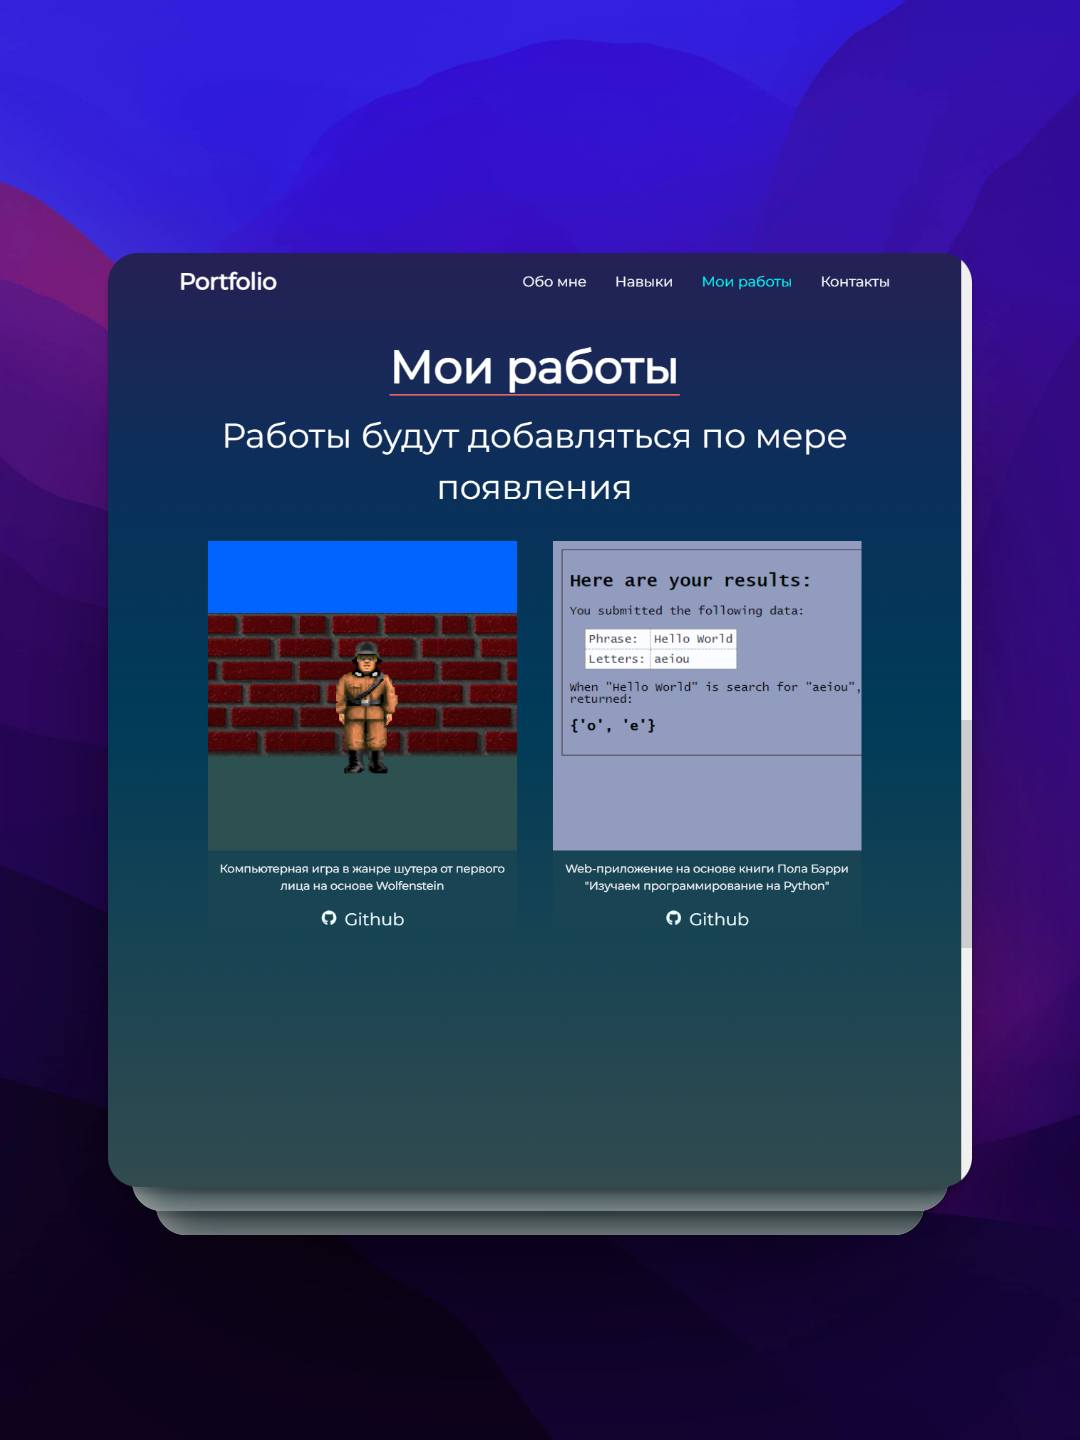 Portfolio
Обо мне Навыки Мои работы Контакты
Мои работы
Работы будут добавляться по мере
появления
Here are your results:
You submitted the following data:
Phrase: Hello World
Letters: aeiou
When "Hello World" is search for "aeiou",
returned:
{'o', 'e'}
Компьютерная игра в жанре шутера от первого
лица на основе Wolfenstein
Github
Web-приложение на основе книги Пола Бэрри
"Изучаем программирование на Python"
Github